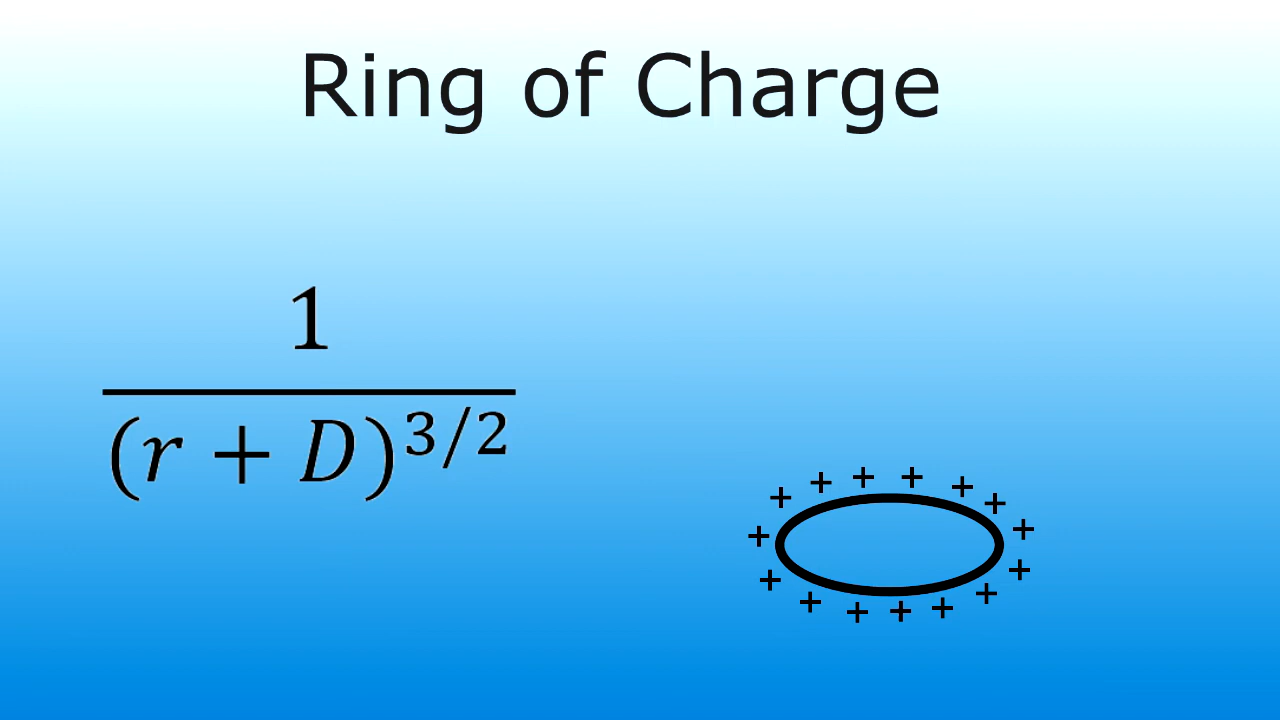 Ring of Charge
1
(r + D)^{3/2}
+ + + + + + + + + + + + + + + +